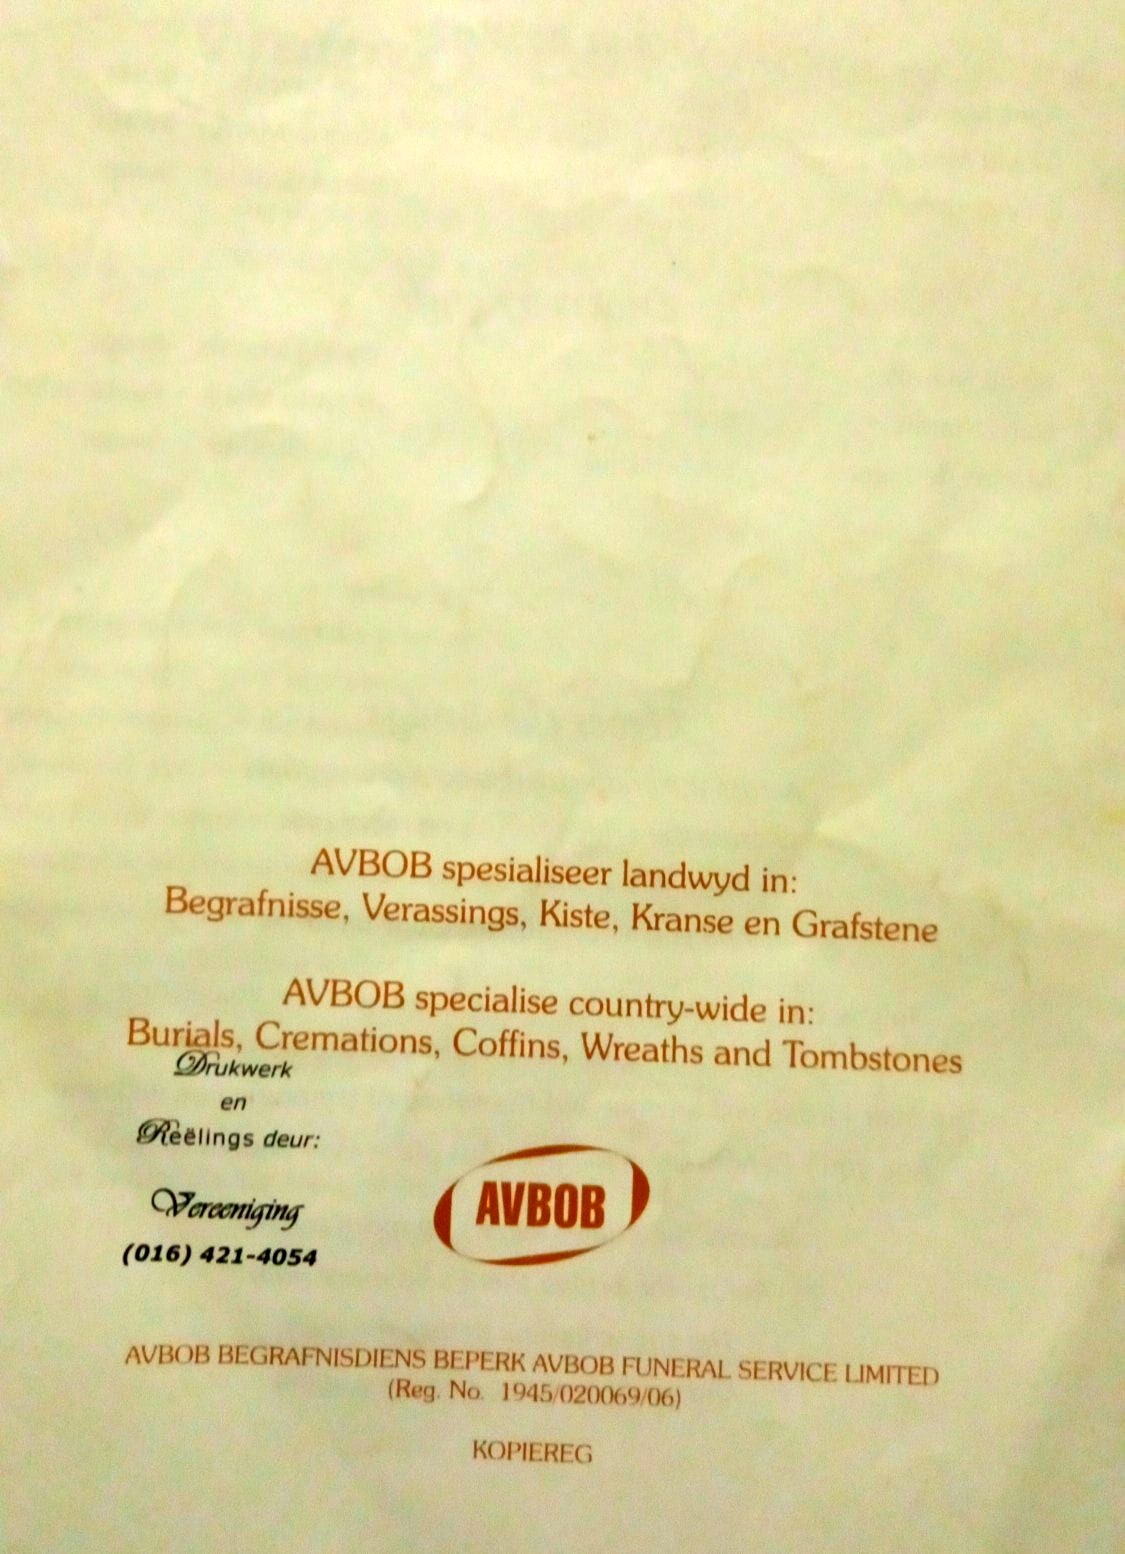 AVBOB spesialiseer landwyd in:
Begrafnisse, Verassings, Kiste, Kranse en Grafstene
AVBOB specialise country-wide in:
Burials, Cremations, Coffins, Wreaths and Tombstones
Drukwerk
en
Reëlings deur:
Vereeniging
(016) 421-4054
AVBOB
AVBOB BEGRAFNISDIENS BEPERK AVBOB FUNERAL SERVICE LIMITED
(Reg. No. 1945/020069/06)
KOPIEREG